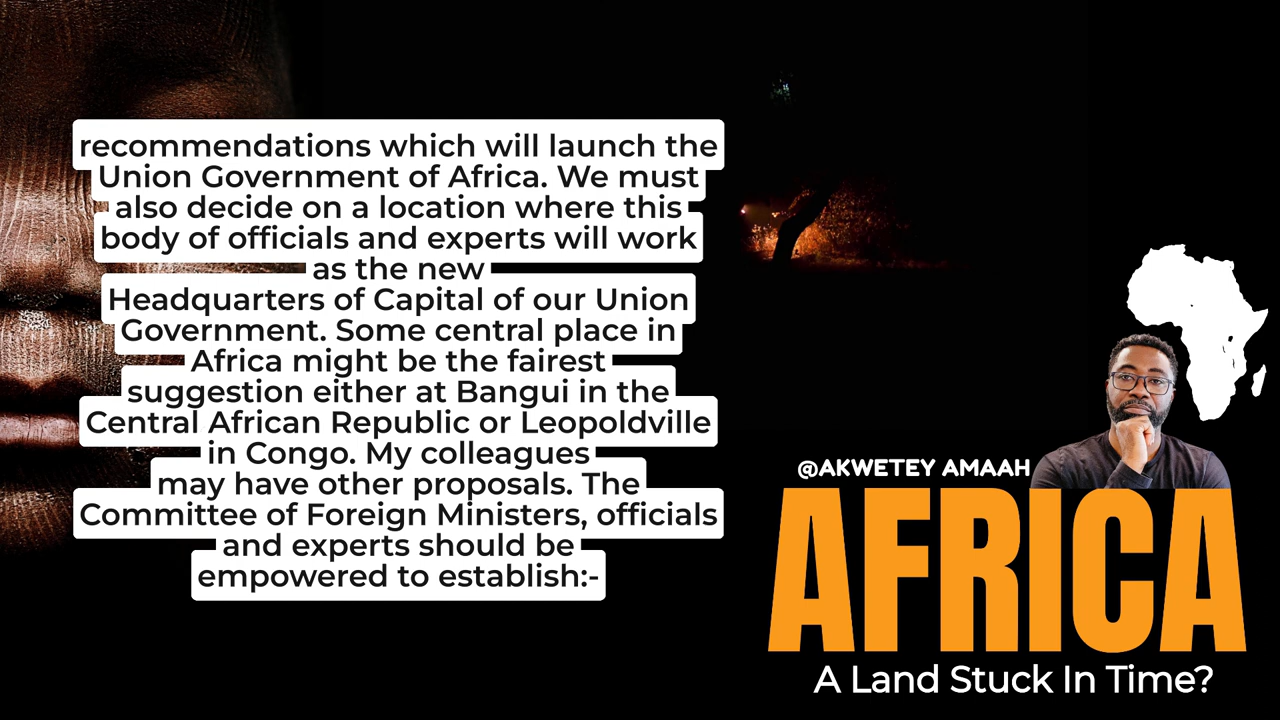 recommendations which will launch the
Union Government of Africa. We must
also decide on a location where this
body of officials and experts will work
as the new
Headquarters of Capital of our Union
Government. Some central place in
Africa might be the fairest
suggestion either at Bangui in the
Central African Republic or Leopoldville
in Congo. My colleagues
may have other proposals. The
Committee of Foreign Ministers, officials
and experts should be
empowered to establish:-
@AKWETEY AMAAH
AFRICA
A Land Stuck In Time?